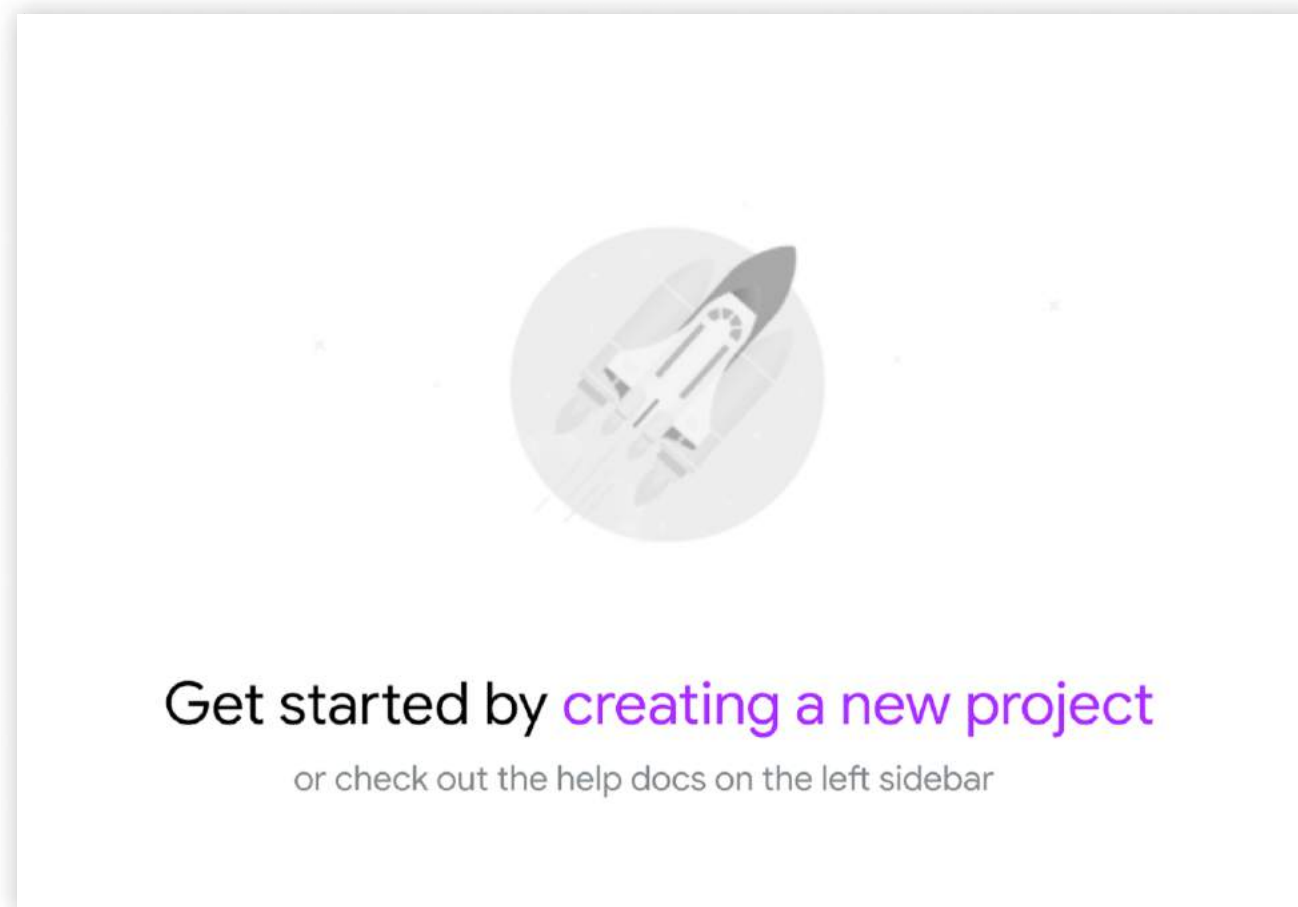 Get started by creating a new project
or check out the help docs on the left sidebar